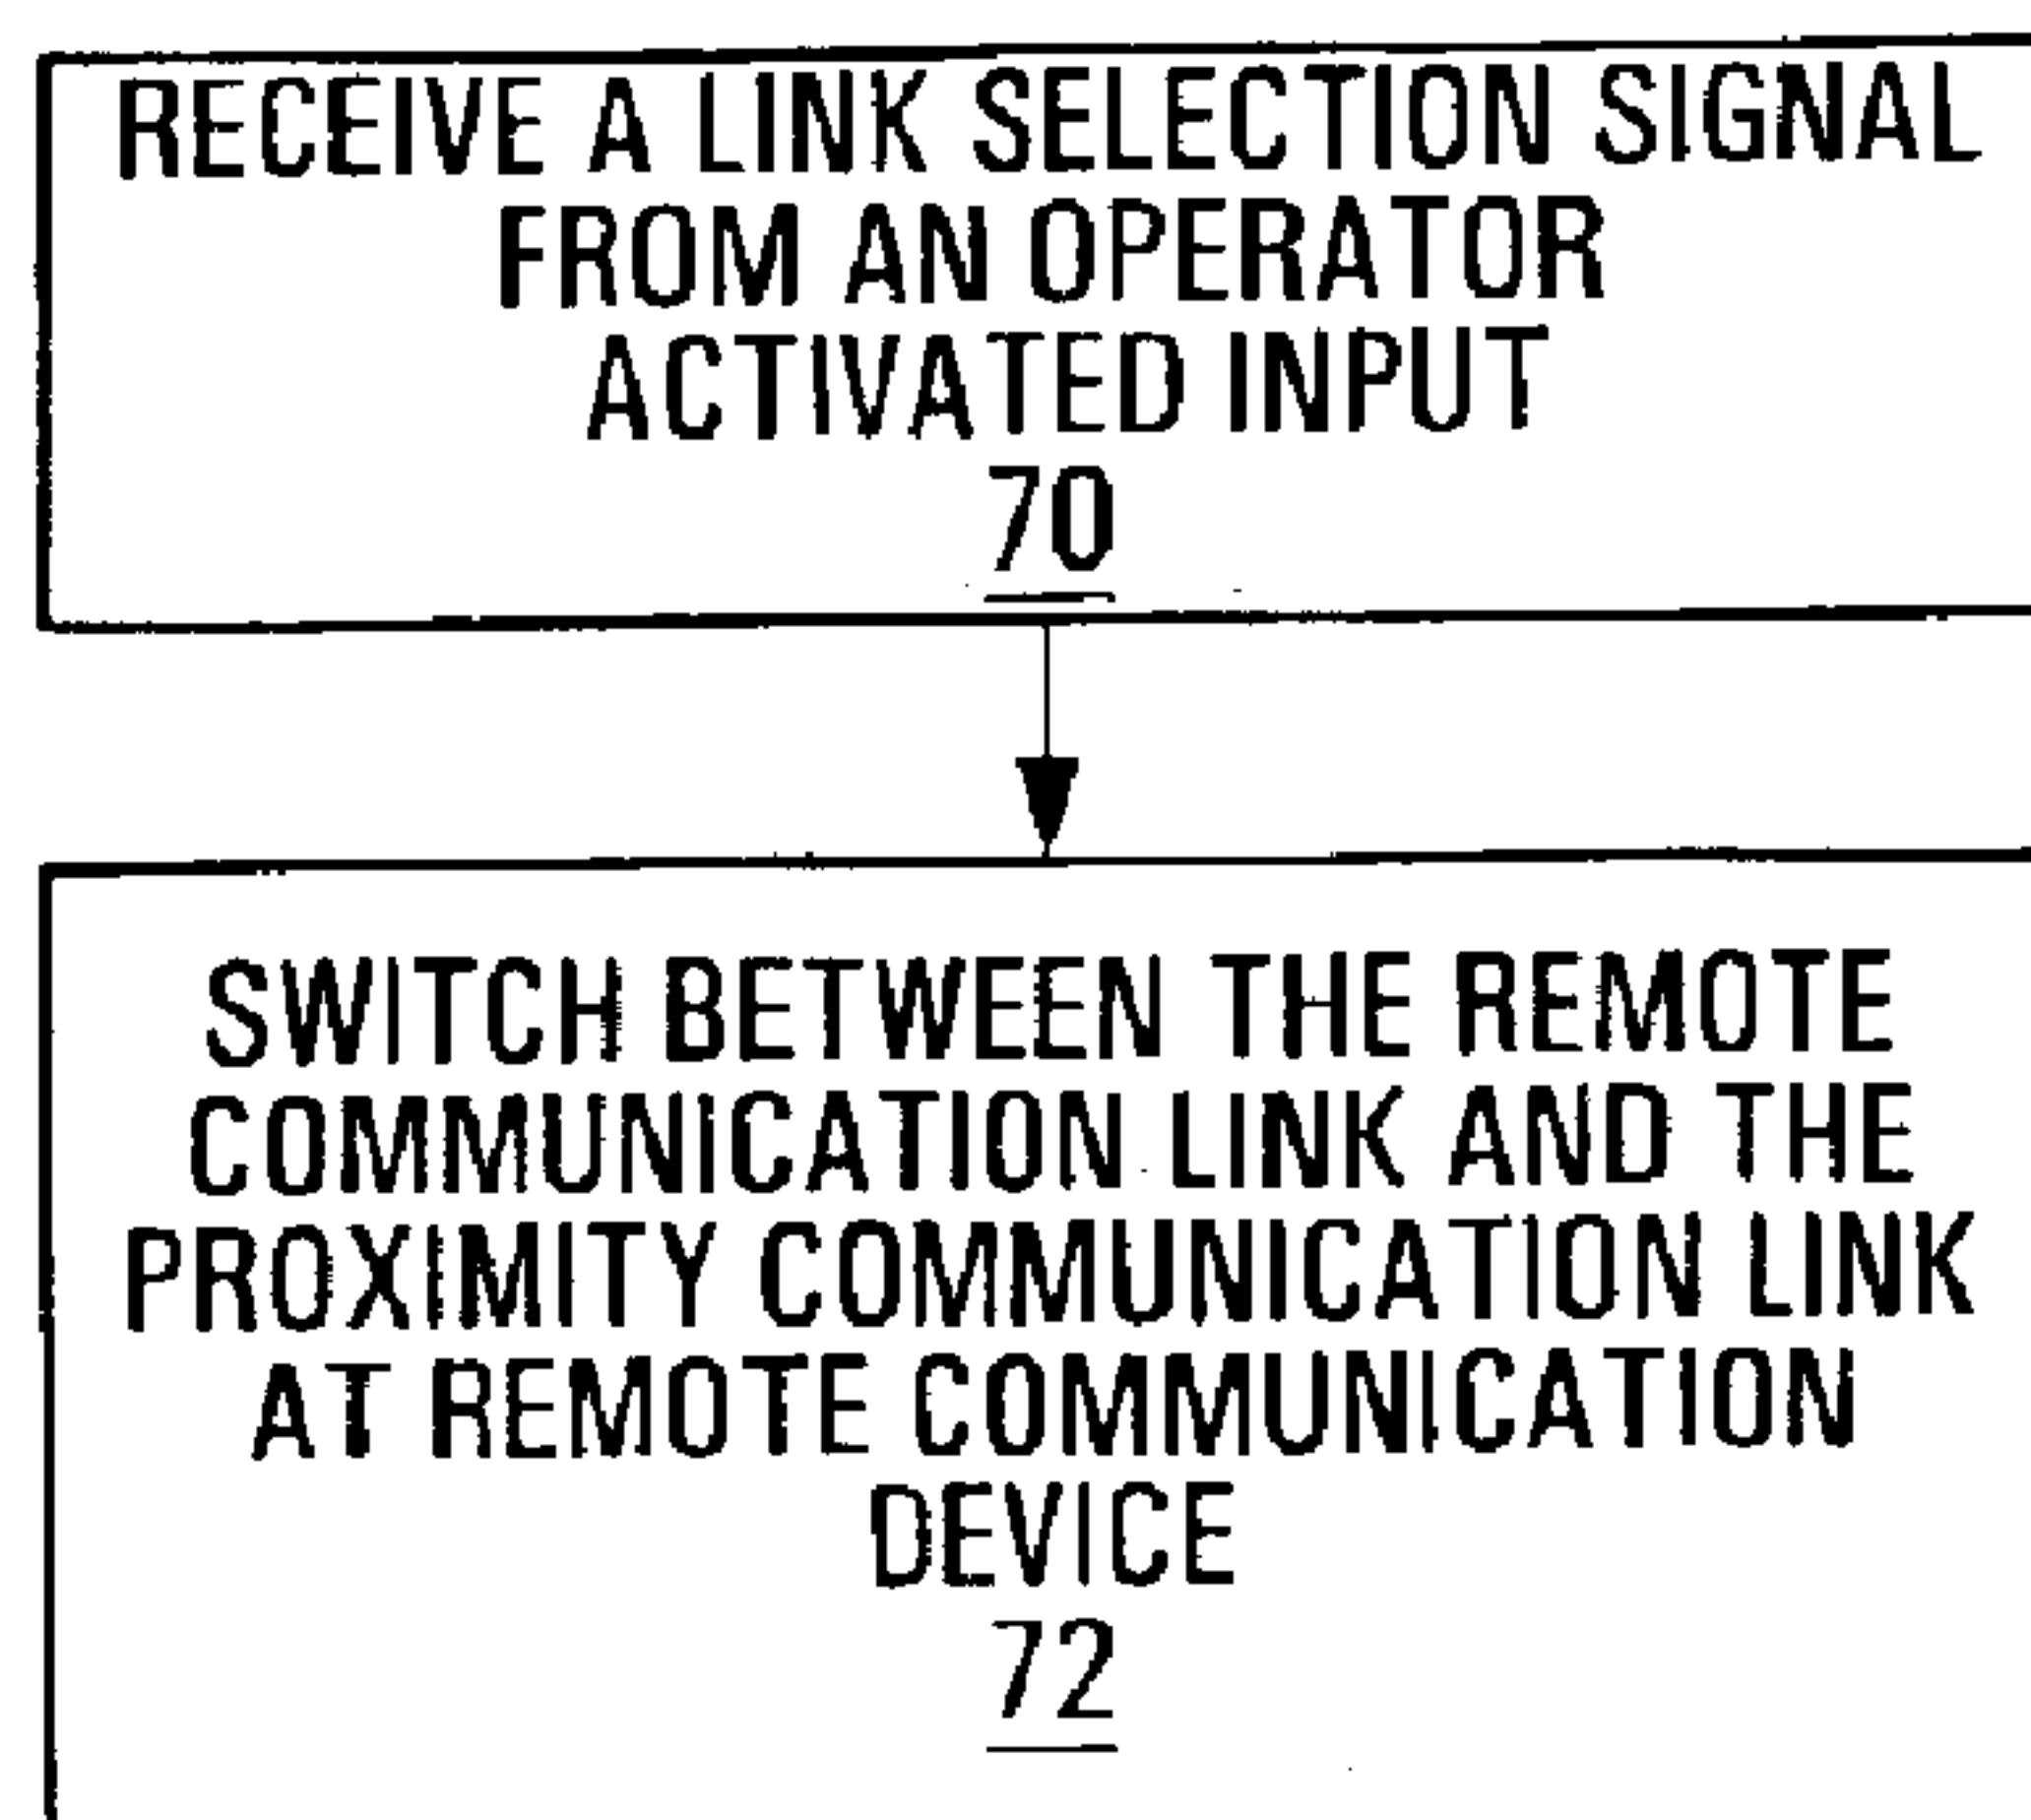 RECEIVE A LINK SELECTION SIGNAL
FROM AN OPERATOR
ACTIVATED INPUT
70
SWITCH BETWEEN THE REMOTE
COMMUNICATION LINK AND THE
PROXIMITY COMMUNICATION LINK
AT REMOTE COMMUNICATION
DEVICE
72